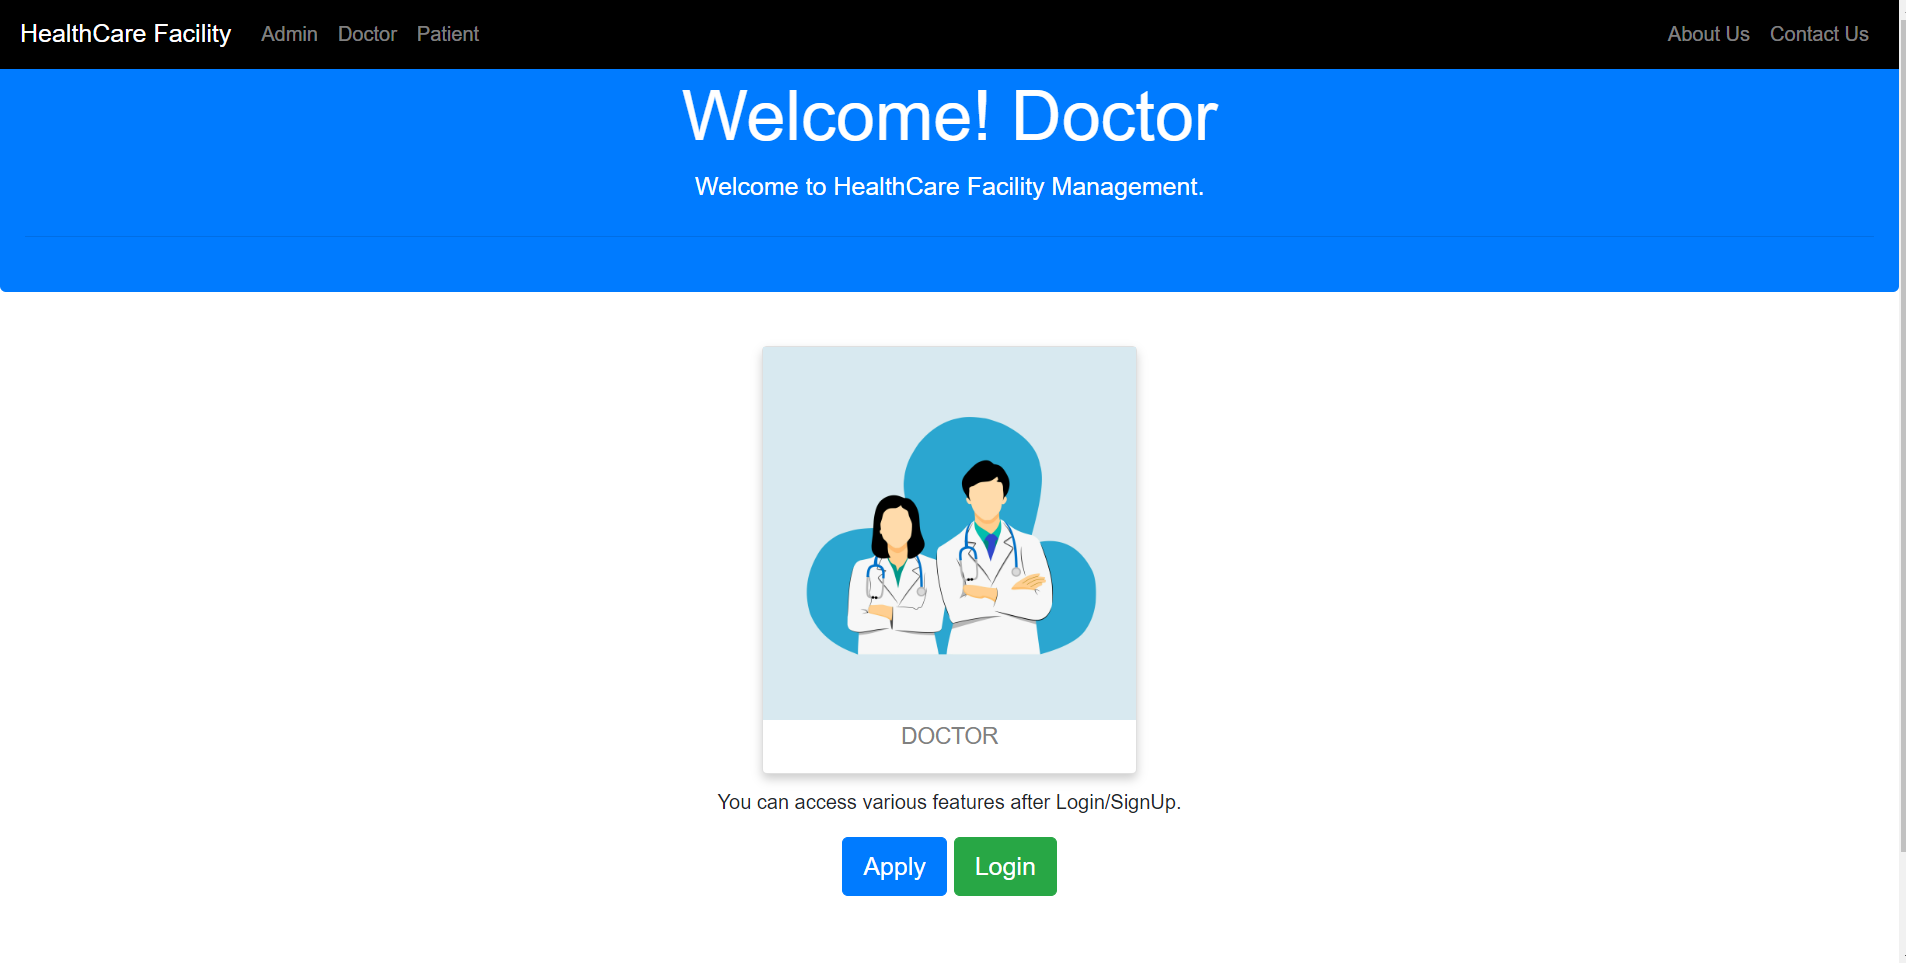 HealthCare Facility Admin Doctor Patient About Us Contact Us
Welcome! Doctor
Welcome to HealthCare Facility Management.
DOCTOR
You can access various features after Login/SignUp.
Apply Login